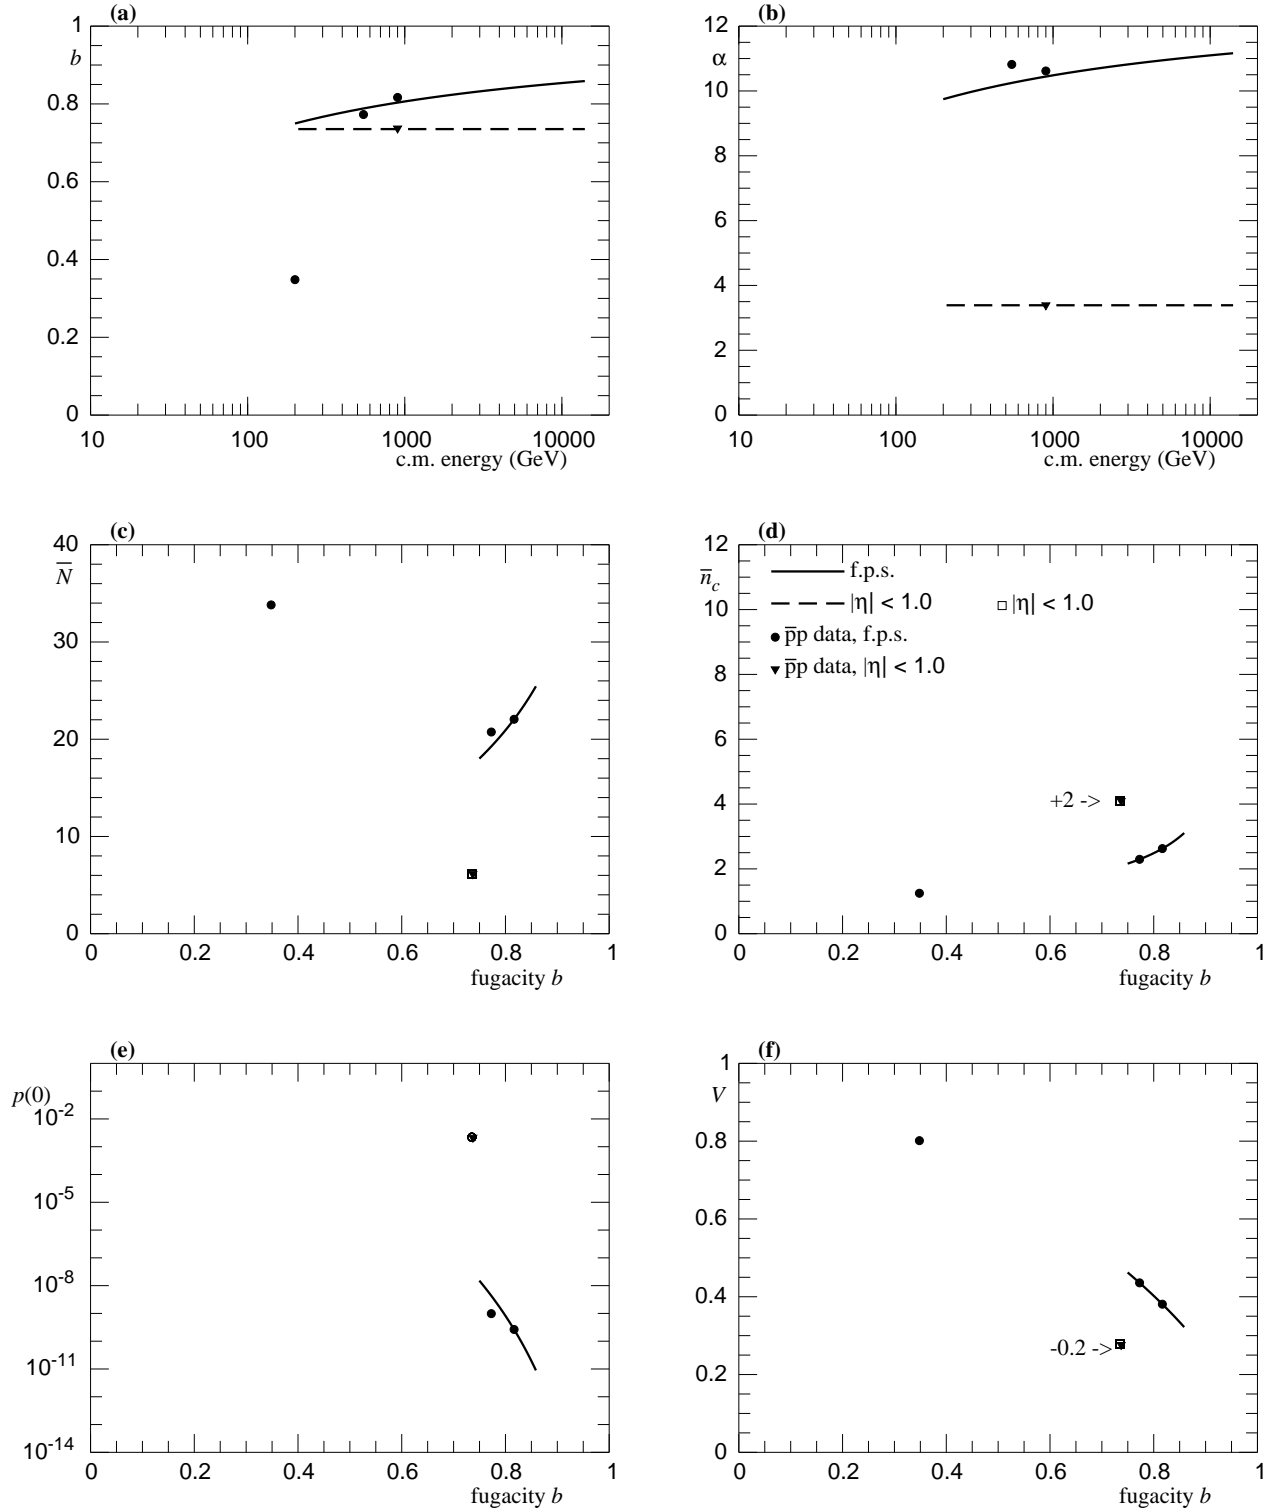 (a)
1
b
0.8
0.6
0.4
0.2
0
10 100 1000 10000
c.m. energy (GeV)
(b)
12
α
10
8
6
4
2
0
10 100 1000 10000
c.m. energy (GeV)
(c)
40
N̅
30
20
10
0
0 0.2 0.4 0.6 0.8 1
fugacity b
(d)
12
n̅c
10
8
6
4
2
0
f.p.s.
|η| < 1.0 |η| < 1.0
p̅p data, f.p.s.
p̅p data, |η| < 1.0
+2 ->
0 0.2 0.4 0.6 0.8 1
fugacity b
(e)
p(0)
10-2
10-5
10-8
10-11
10-14
0 0.2 0.4 0.6 0.8 1
fugacity b
(f)
1
V
0.8
0.6
0.4
0.2
0
-0.2 ->
0 0.2 0.4 0.6 0.8 1
fugacity b